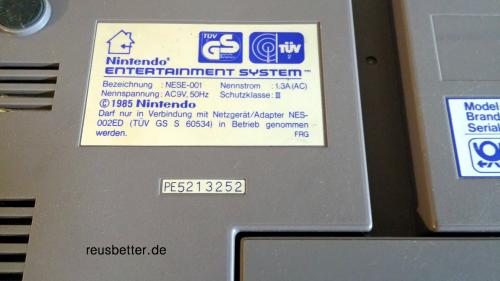 TÜV
GS
TÜV
2
Nintendo®
ENTERTAINMENT SYSTEM™
Bezeichnung : NESE-001 Nennstrom : 1.3A (AC)
Nennspannung : AC9V, 50Hz Schutzklasse : III
©1985 Nintendo
Darf nur in Verbindung mit Netzgerät/Adapter NES-
002ED (TÜV GS S 60534) in Betrieb genommen
werden. FRG
PE5213252
Model
Brand
Serial
reusbetter.de